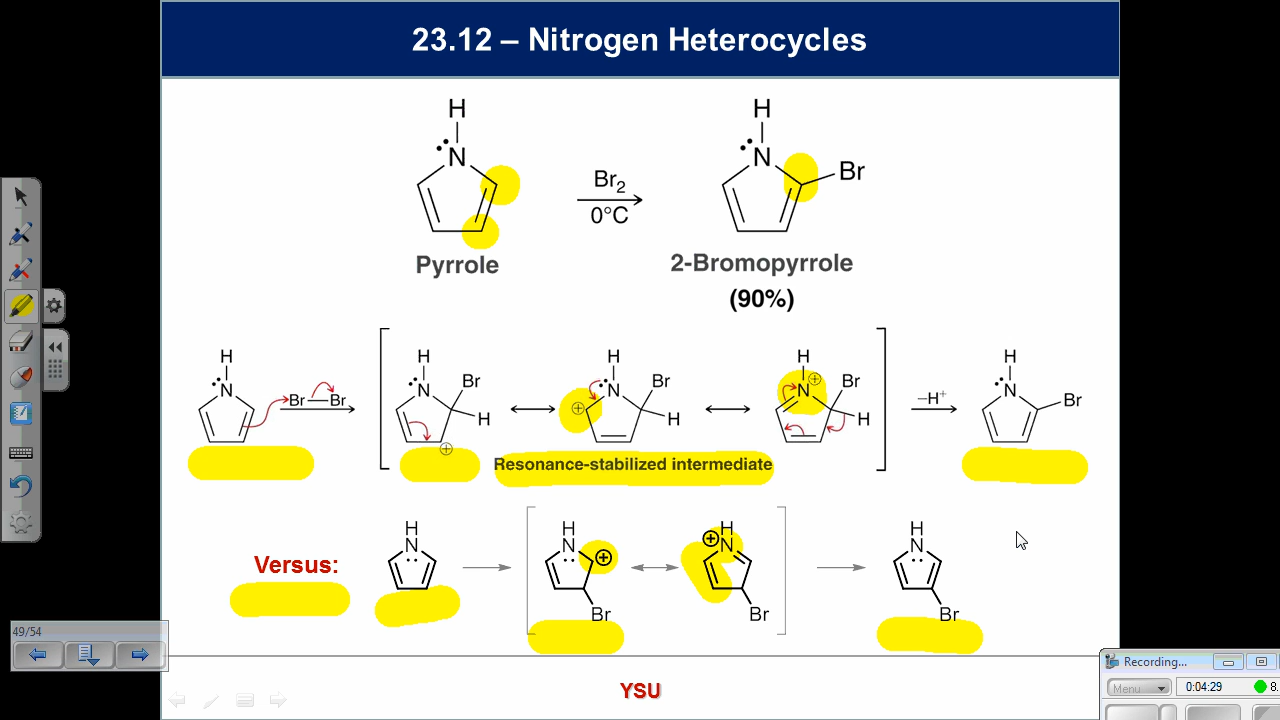 23.12 – Nitrogen Heterocycles
H
N
Pyrrole
Br2
0°C
H
N
Br
2-Bromopyrrole
(90%)
H
N
Br
Br
H
N
Br
H
H
N
Br
H
H
N
Br
H
–H+
H
N
Br
Resonance-stabilized intermediate
Versus:
H
N
H
N
Br
H
N
Br
H
N
Br
49/54
YSU
Recording...
Menu
0:04:29
8.